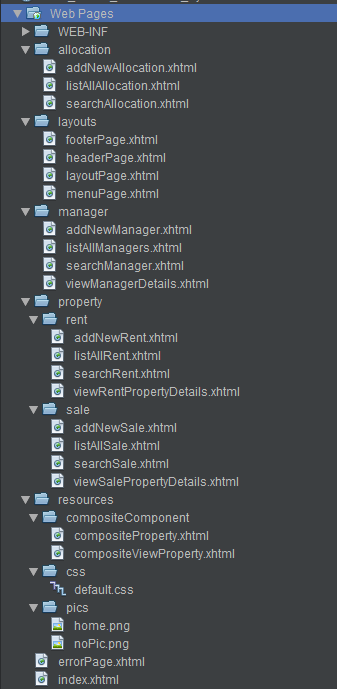 Web Pages
WEB-INF
allocation
addNewAllocation.xhtml
listAllAllocation.xhtml
searchAllocation.xhtml
layouts
footerPage.xhtml
headerPage.xhtml
layoutPage.xhtml
menuPage.xhtml
manager
addNewManager.xhtml
listAllManagers.xhtml
searchManager.xhtml
viewManagerDetails.xhtml
property
rent
addNewRent.xhtml
listAllRent.xhtml
searchRent.xhtml
viewRentPropertyDetails.xhtml
sale
addNewSale.xhtml
listAllSale.xhtml
searchSale.xhtml
viewSalePropertyDetails.xhtml
resources
compositeComponent
compositeProperty.xhtml
compositeViewProperty.xhtml
css
default.css
pics
home.png
noPic.png
errorPage.xhtml
index.xhtml